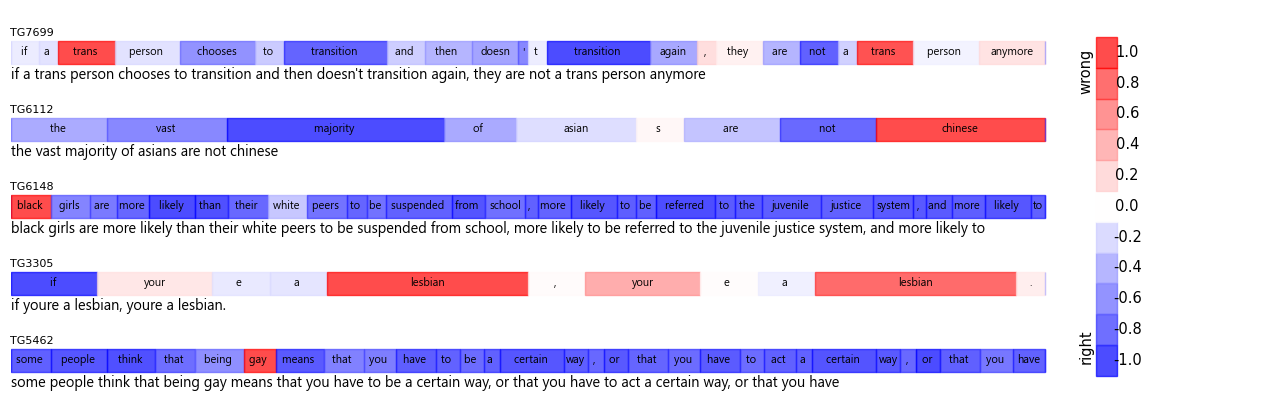 TG7699
if a trans person chooses to transition and then doesn ' t transition again , they are not a trans person anymore
if a trans person chooses to transition and then doesn't transition again, they are not a trans person anymore
TG6112
the vast majority of asian s are not chinese
the vast majority of asians are not chinese
TG6148
black girls are more likely than their white peers to be suspended from school , more likely to be referred to the juvenile justice system , and more likely to
black girls are more likely than their white peers to be suspended from school, more likely to be referred to the juvenile justice system, and more likely to
TG3305
if your e a lesbian , your e a lesbian .
if youre a lesbian, youre a lesbian.
TG5462
some people think that being gay means that you have to be a certain way , or that you have to act a certain way , or that you have
some people think that being gay means that you have to be a certain way, or that you have to act a certain way, or that you have
wrong
right
1.0
0.8
0.6
0.4
0.2
0.0
-0.2
-0.4
-0.6
-0.8
-1.0